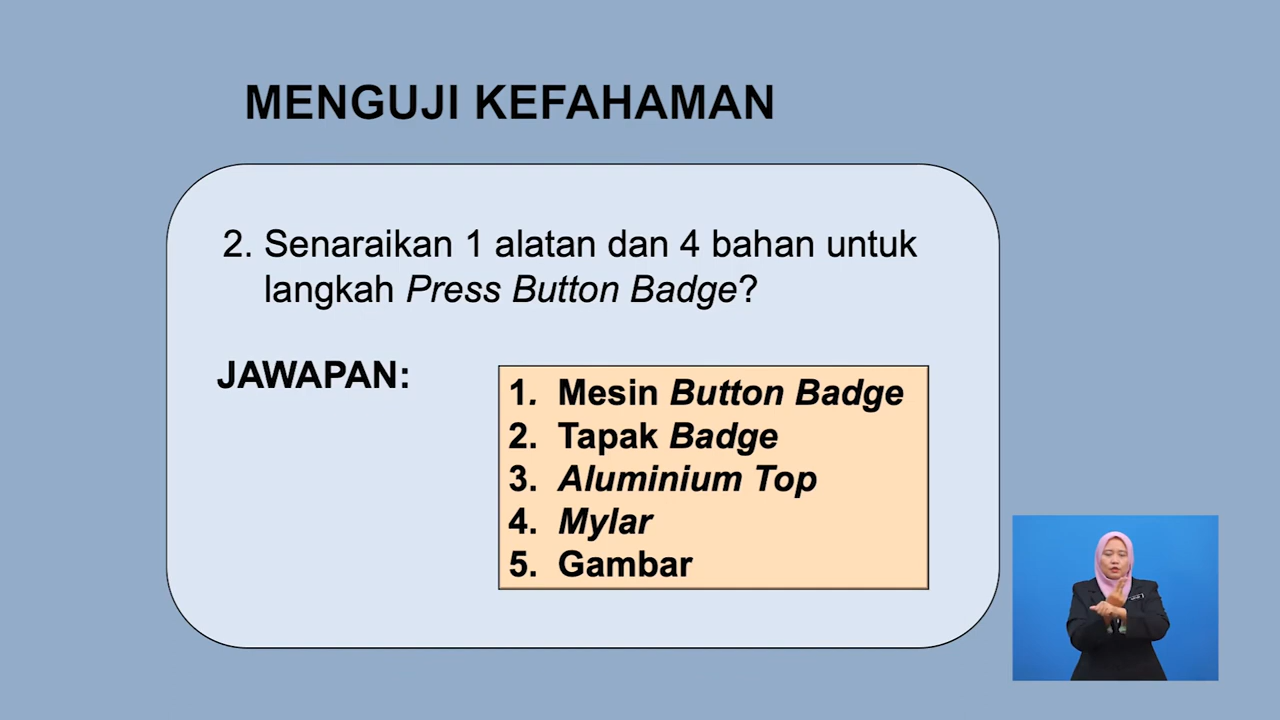 MENGUJI KEFAHAMAN
2. Senaraikan 1 alatan dan 4 bahan untuk
langkah Press Button Badge?
JAWAPAN:
1. Mesin Button Badge
2. Tapak Badge
3. Aluminium Top
4. Mylar
5. Gambar